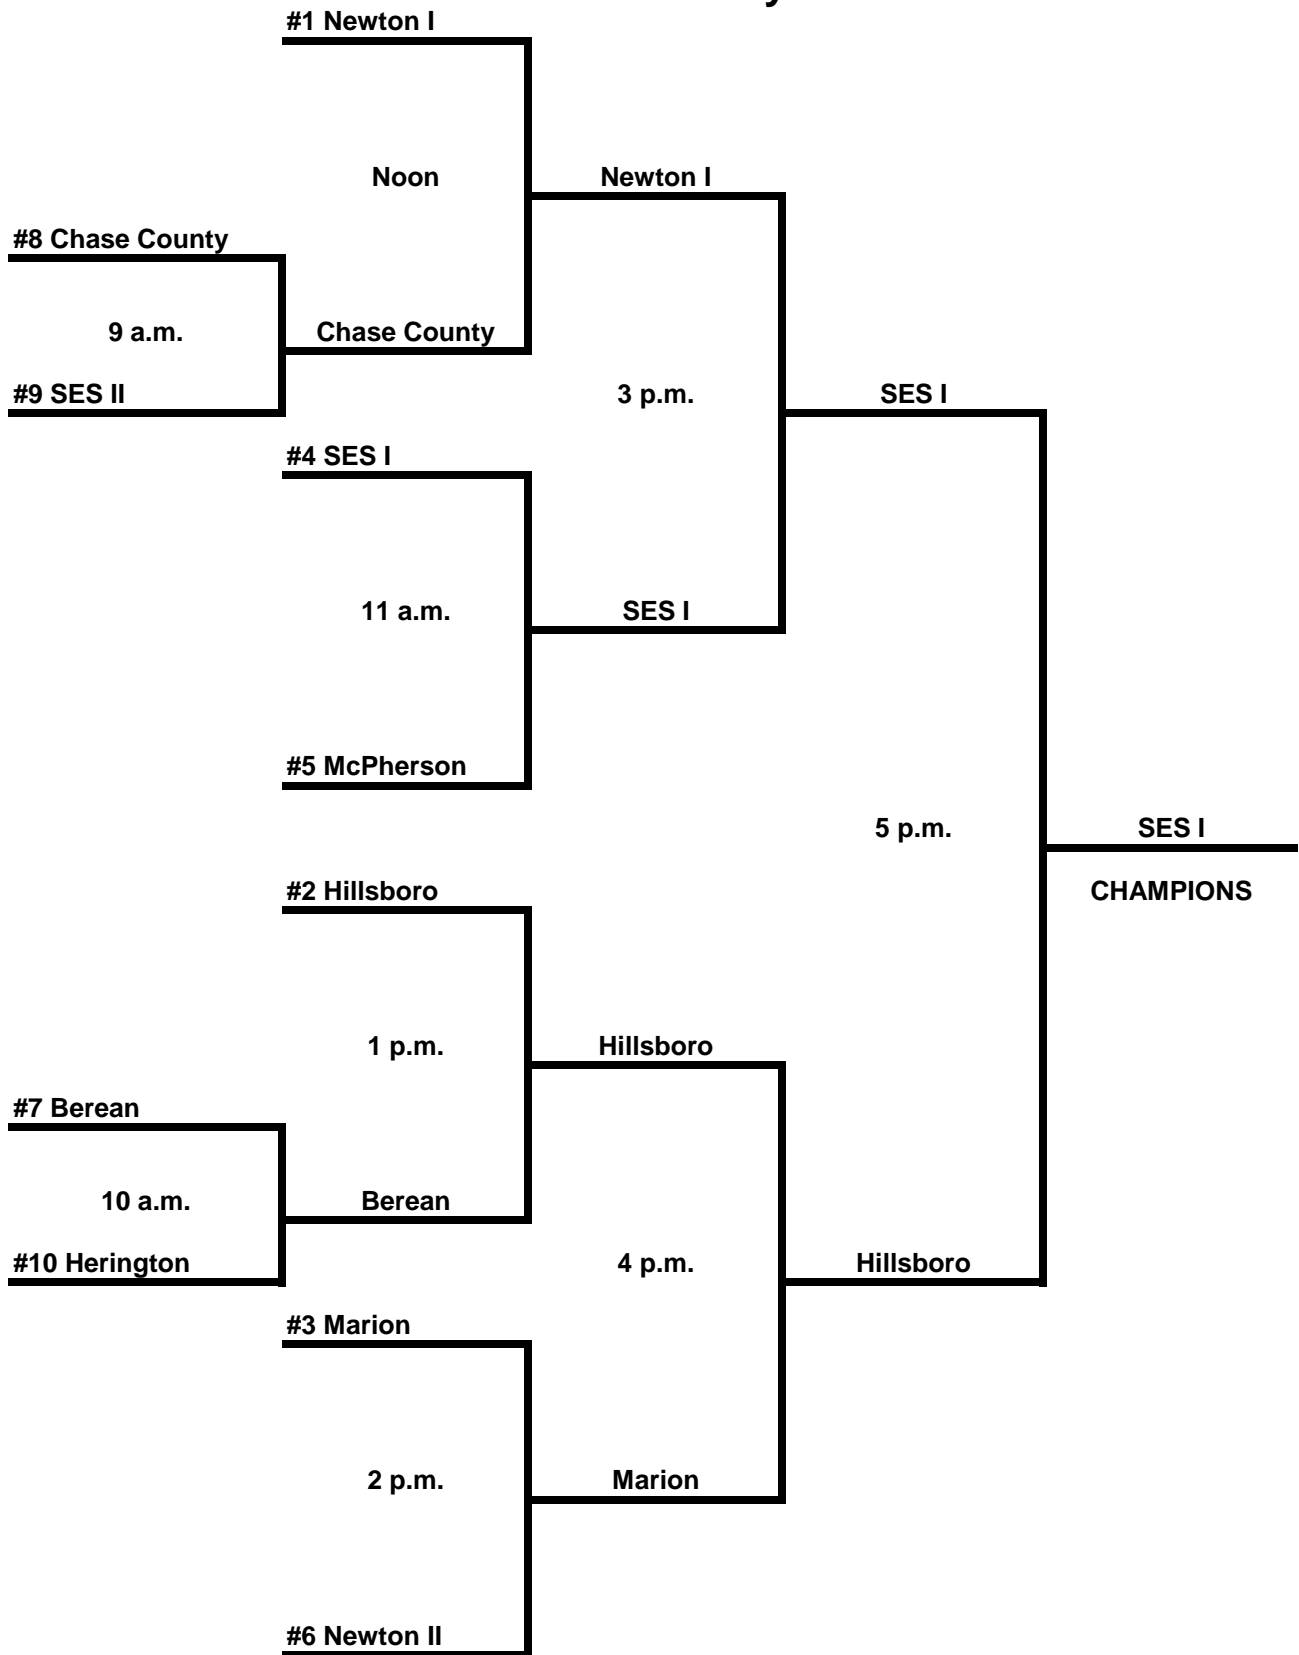 #1 Newton I
Noon
Newton I
#8 Chase County
9 a.m.
Chase County
#9 SES II
3 p.m.
SES I
#4 SES I
11 a.m.
SES I
#5 McPherson
5 p.m.
SES I
#2 Hillsboro
CHAMPIONS
1 p.m.
Hillsboro
#7 Berean
10 a.m.
Berean
#10 Herington
4 p.m.
Hillsboro
#3 Marion
2 p.m.
Marion
#6 Newton II